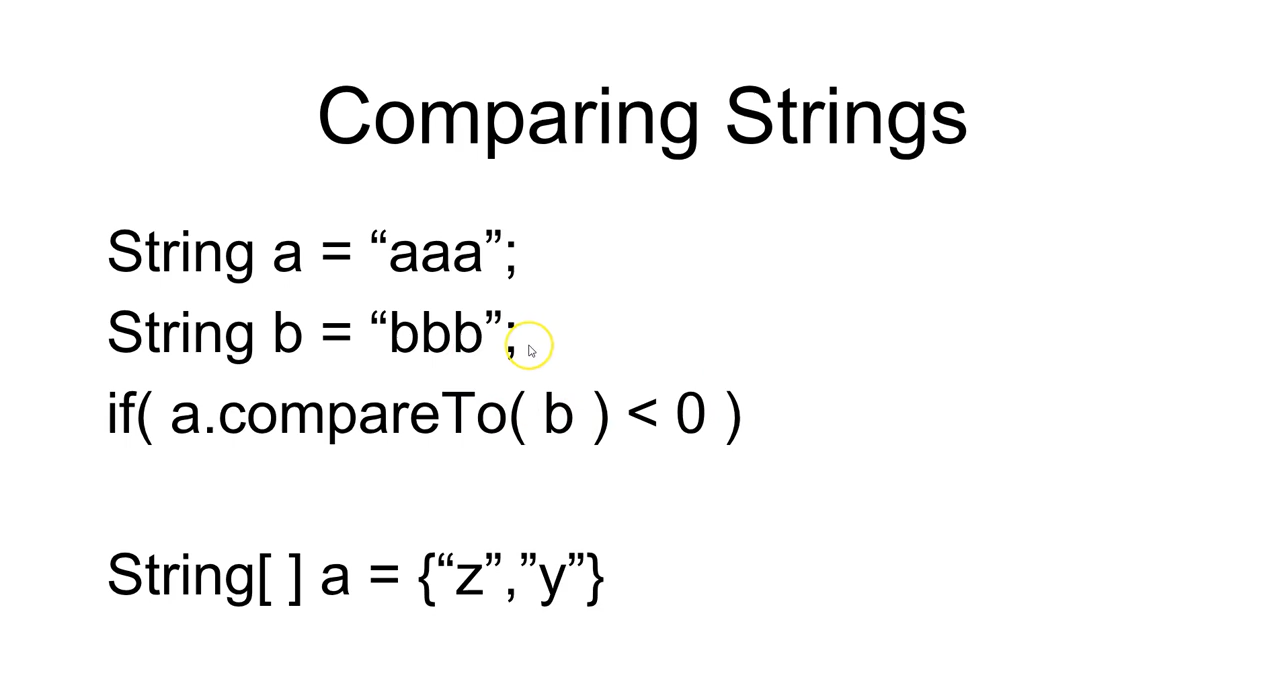 Comparing Strings
String a = “aaa”;
String b = “bbb”;
if( a.compareTo( b ) < 0 )
String[ ] a = {“z”,”y”}